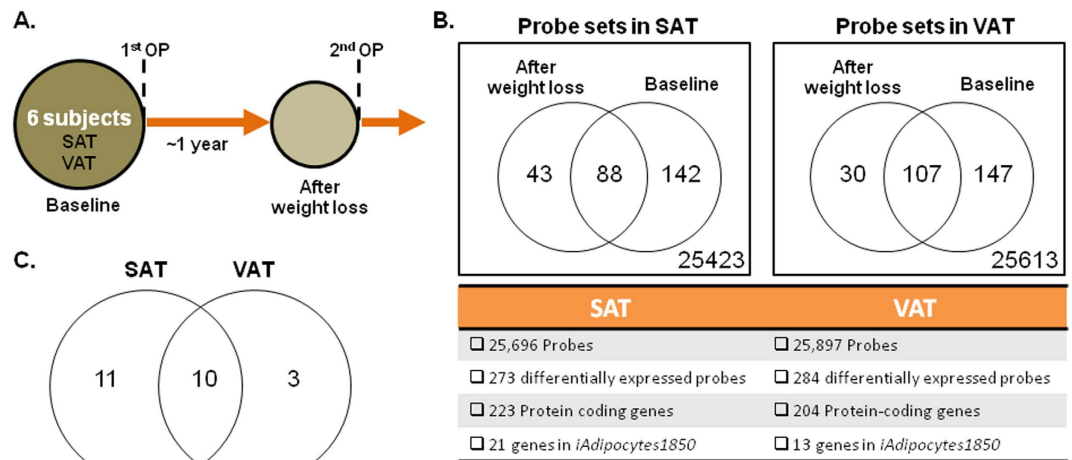 A.
1st OP
2nd OP
6 subjects
SAT
VAT
~1 year
Baseline
After
weight loss
B.
Probe sets in SAT
After
weight loss
Baseline
43
88
142
25423
Probe sets in VAT
After
weight loss
Baseline
30
107
147
25613
SAT
VAT
❑ 25,696 Probes
❑ 25,897 Probes
❑ 273 differentially expressed probes
❑ 284 differentially expressed probes
❑ 223 Protein coding genes
❑ 204 Protein-coding genes
❑ 21 genes in iAdipocytes1850
❑ 13 genes in iAdipocytes1850
C.
SAT
VAT
11
10
3